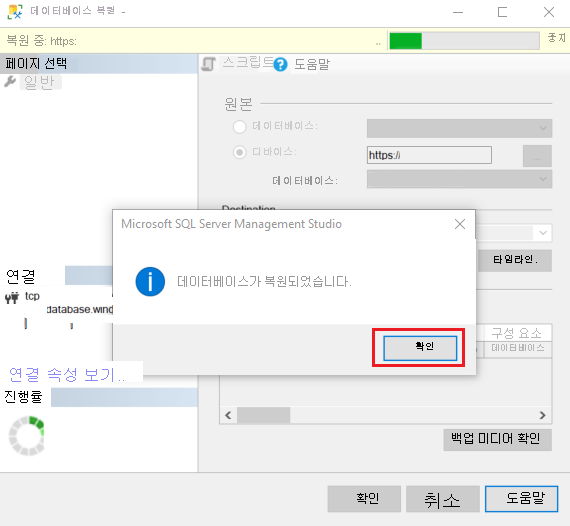 데이터베이스 복원 -
복원 중: https:
..
중지
페이지 선택
일반
스크립트
도움말
원본
데이터베이스:
디바이스:
https://
...
데이터베이스:
Destination
타임라인.
Microsoft SQL Server Management Studio
데이터베이스가 복원되었습니다.
확인
연결
tcp
database.wind
구성 요소
데이터베이스
연결 속성 보기..
진행률
백업 미디어 확인
확인
취소
도움말